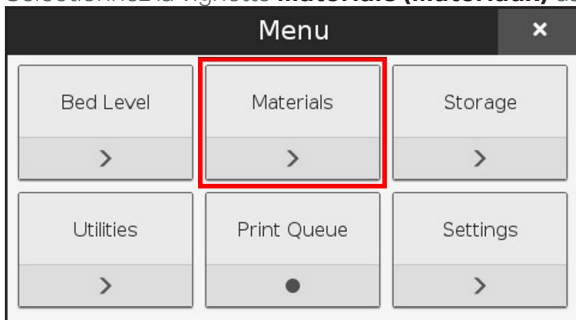 Menu ×
Bed Level Materials Storage
> > >
Utilities Print Queue Settings
> ● >